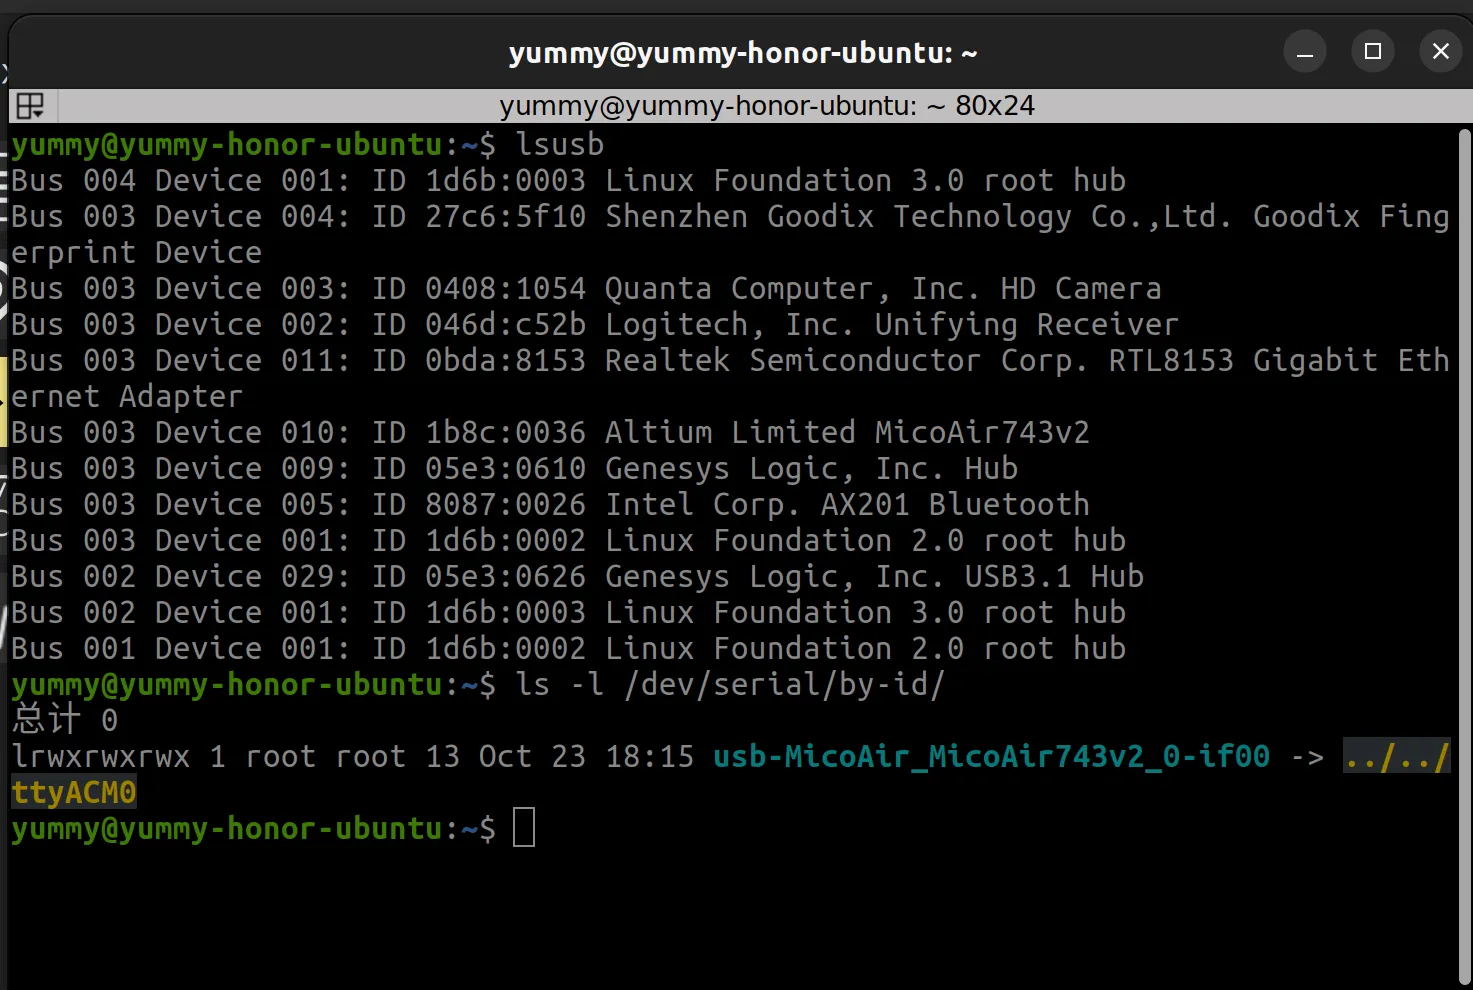 yummy@yummy-honor-ubuntu: ~
yummy@yummy-honor-ubuntu: ~ 80x24
yummy@yummy-honor-ubuntu:~$ lsusb
Bus 004 Device 001: ID 1d6b:0003 Linux Foundation 3.0 root hub
Bus 003 Device 004: ID 27c6:5f10 Shenzhen Goodix Technology Co.,Ltd. Goodix Fing
erprint Device
Bus 003 Device 003: ID 0408:1054 Quanta Computer, Inc. HD Camera
Bus 003 Device 002: ID 046d:c52b Logitech, Inc. Unifying Receiver
Bus 003 Device 011: ID 0bda:8153 Realtek Semiconductor Corp. RTL8153 Gigabit Eth
ernet Adapter
Bus 003 Device 010: ID 1b8c:0036 Altium Limited MicoAir743v2
Bus 003 Device 009: ID 05e3:0610 Genesys Logic, Inc. Hub
Bus 003 Device 005: ID 8087:0026 Intel Corp. AX201 Bluetooth
Bus 003 Device 001: ID 1d6b:0002 Linux Foundation 2.0 root hub
Bus 002 Device 029: ID 05e3:0626 Genesys Logic, Inc. USB3.1 Hub
Bus 002 Device 001: ID 1d6b:0003 Linux Foundation 3.0 root hub
Bus 001 Device 001: ID 1d6b:0002 Linux Foundation 2.0 root hub
yummy@yummy-honor-ubuntu:~$ ls -l /dev/serial/by-id/
总计 0
lrwxrwxrwx 1 root root 13 Oct 23 18:15 usb-MicoAir_MicoAir743v2_0-if00 -> ../../
ttyACM0
yummy@yummy-honor-ubuntu:~$